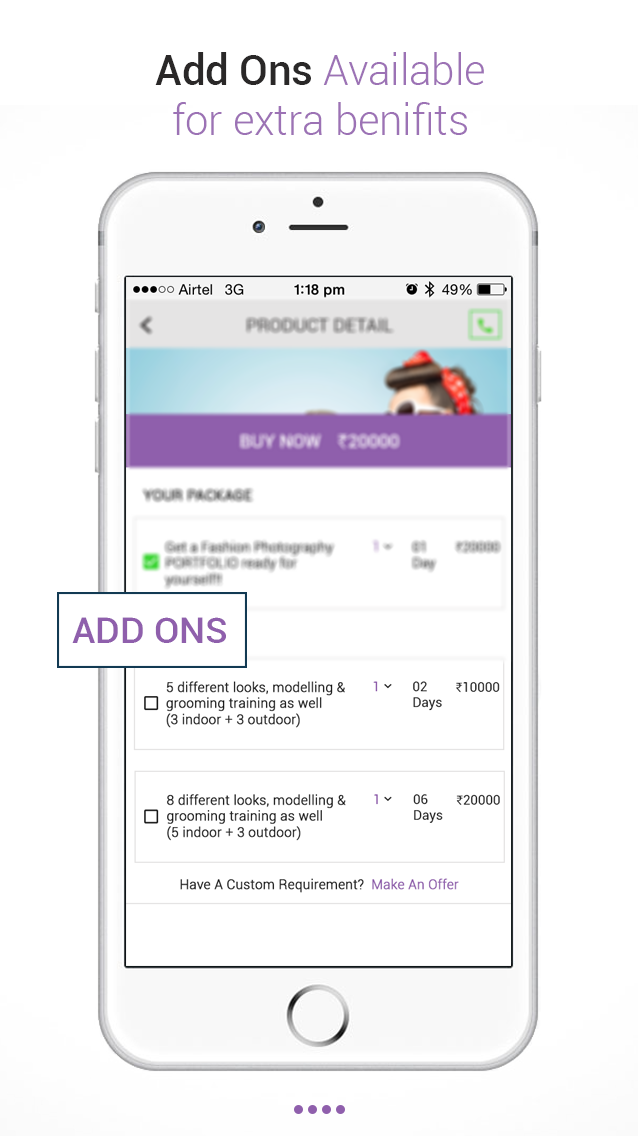 Add Ons Available
for extra benifits
Airtel 3G 1:18 pm 49%
PRODUCT DETAIL
BUY NOW ₹20000
YOUR PACKAGE
Get a Fashion Photography
PORTFOLIO ready for
yourself!!
1
01
Day
₹20000
ADD ONS
5 different looks, modelling &
grooming training as well
(3 indoor + 3 outdoor)
1
02
Days
₹10000
8 different looks, modelling &
grooming training as well
(5 indoor + 3 outdoor)
1
06
Days
₹20000
Have A Custom Requirement? Make An Offer